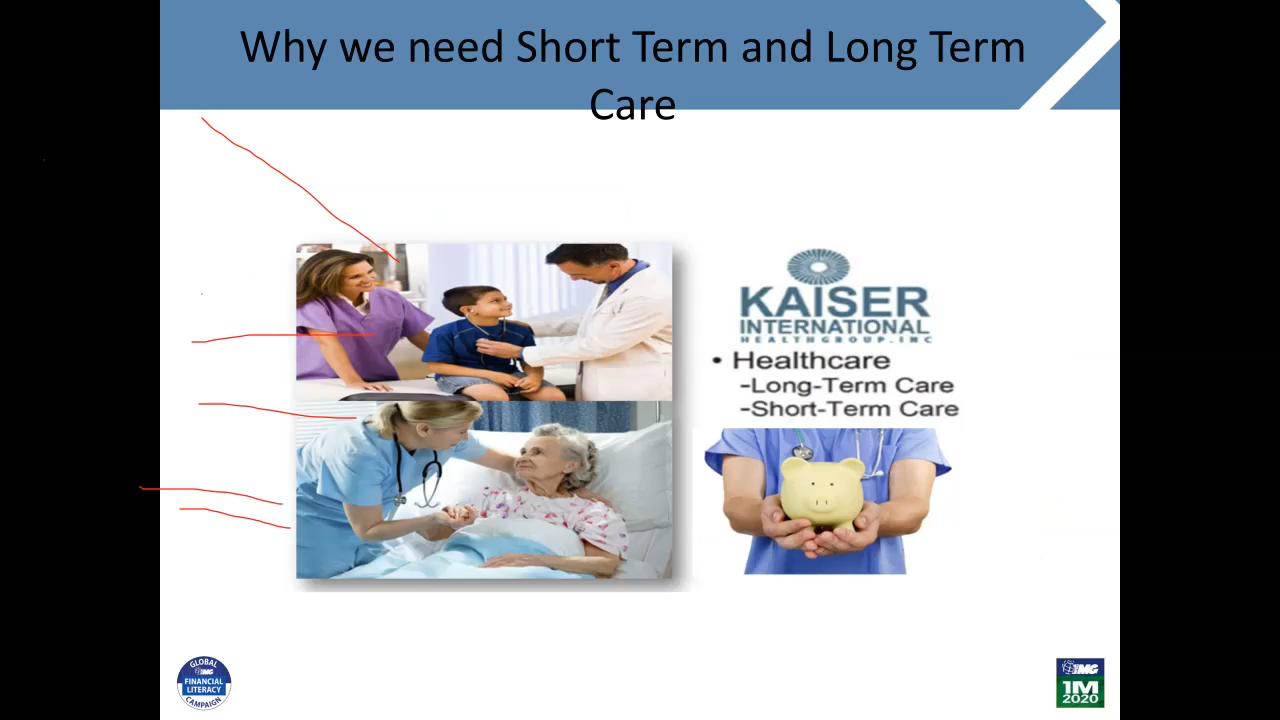 Why we need Short Term and Long Term
Care
KAISER
INTERNATIONAL
HEALTHGROUP.INC
• Healthcare
-Long-Term Care
-Short-Term Care
GLOBAL
IMG
FINANCIAL
LITERACY
CAMPAIGN
IMG
1M
2020